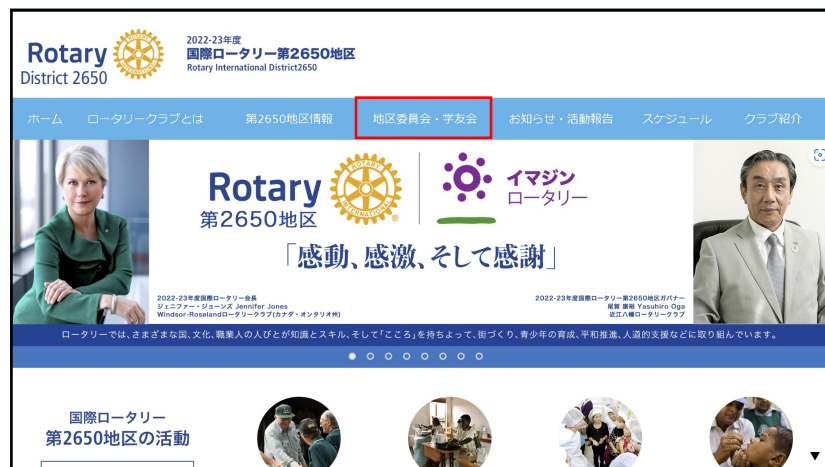 Rotary
District 2650
2022-23年度
国際ロータリー第2650地区
Rotary International District2650
ホーム ロータリークラブとは 第2650地区情報 地区委員会・学友会 お知らせ・活動報告 スケジュール クラブ紹介
Rotary
第2650地区
ROTARY
INTERNATIONAL
イマジン
ロータリー
「感動、感激、そして感謝」
2022-23年度国際ロータリー会長
ジェニファー・ジョーンズ Jennifer Jones
Windsor-Roselandロータリークラブ(カナダ・オンタリオ州)
2022-23年度国際ロータリー第2650地区ガバナー
尾賀 康裕 Yasuhiro Oga
近江八幡ロータリークラブ
ロータリーでは、さまざまな国、文化、職業人の人びとが知識とスキル、そして「こころ」を持ちよって、街づくり、青少年の育成、平和推進、人道的支援などに取り組んでいます。
国際ロータリー
第2650地区の活動